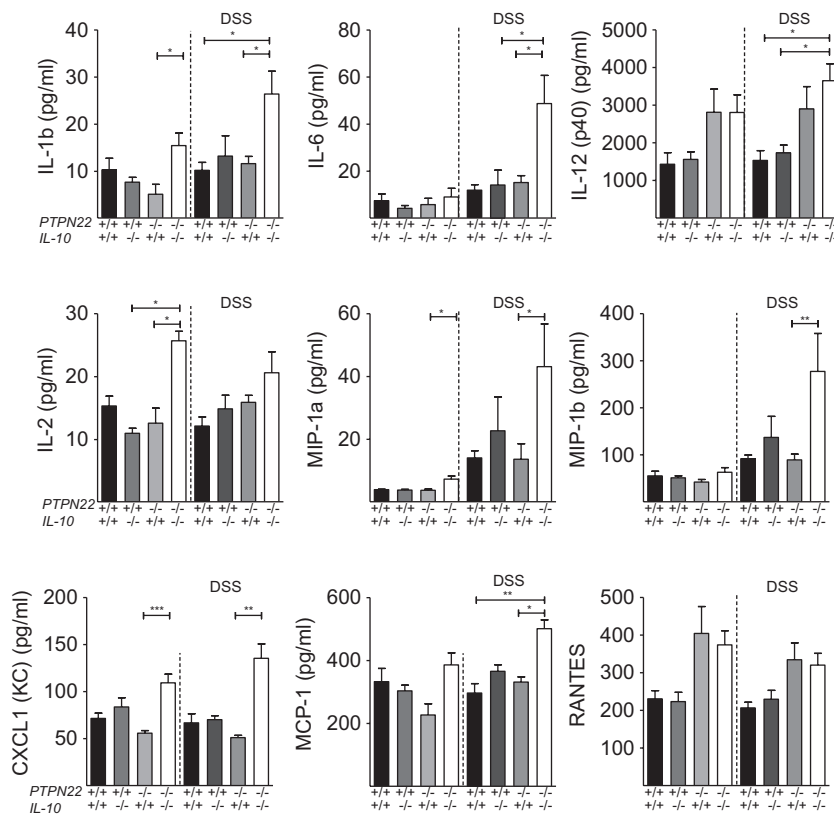 DSS
IL-1b (pg/ml)
40
30
20
10
*
*
*
PTPN22 +/+ +/+ -/- -/- +/+ +/+ -/- -/-
IL-10 +/+ -/- +/+ -/- +/+ -/- +/+ -/-
DSS
IL-6 (pg/ml)
80
60
40
20
*
*
+/+ +/+ -/- -/- +/+ +/+ -/- -/-
+/+ -/- +/+ -/- +/+ -/- +/+ -/-
DSS
IL-12 (p40) (pg/ml)
5000
4000
3000
2000
1000
*
*
+/+ +/+ -/- -/- +/+ +/+ -/- -/-
+/+ -/- +/+ -/- +/+ -/- +/+ -/-
DSS
IL-2 (pg/ml)
30
20
10
*
*
PTPN22 +/+ +/+ -/- -/- +/+ +/+ -/- -/-
IL-10 +/+ -/- +/+ -/- +/+ -/- +/+ -/-
DSS
MIP-1a (pg/ml)
60
40
20
*
*
+/+ +/+ -/- -/- +/+ +/+ -/- -/-
+/+ -/- +/+ -/- +/+ -/- +/+ -/-
DSS
MIP-1b (pg/ml)
400
300
200
100
**
+/+ +/+ -/- -/- +/+ +/+ -/- -/-
+/+ -/- +/+ -/- +/+ -/- +/+ -/-
DSS
CXCL1 (KC) (pg/ml)
200
150
100
50
***
**
PTPN22 +/+ +/+ -/- -/- +/+ +/+ -/- -/-
IL-10 +/+ -/- +/+ -/- +/+ -/- +/+ -/-
DSS
MCP-1 (pg/ml)
600
400
200
**
*
+/+ +/+ -/- -/- +/+ +/+ -/- -/-
+/+ -/- +/+ -/- +/+ -/- +/+ -/-
DSS
RANTES
500
400
300
200
100
+/+ +/+ -/- -/- +/+ +/+ -/- -/-
+/+ -/- +/+ -/- +/+ -/- +/+ -/-